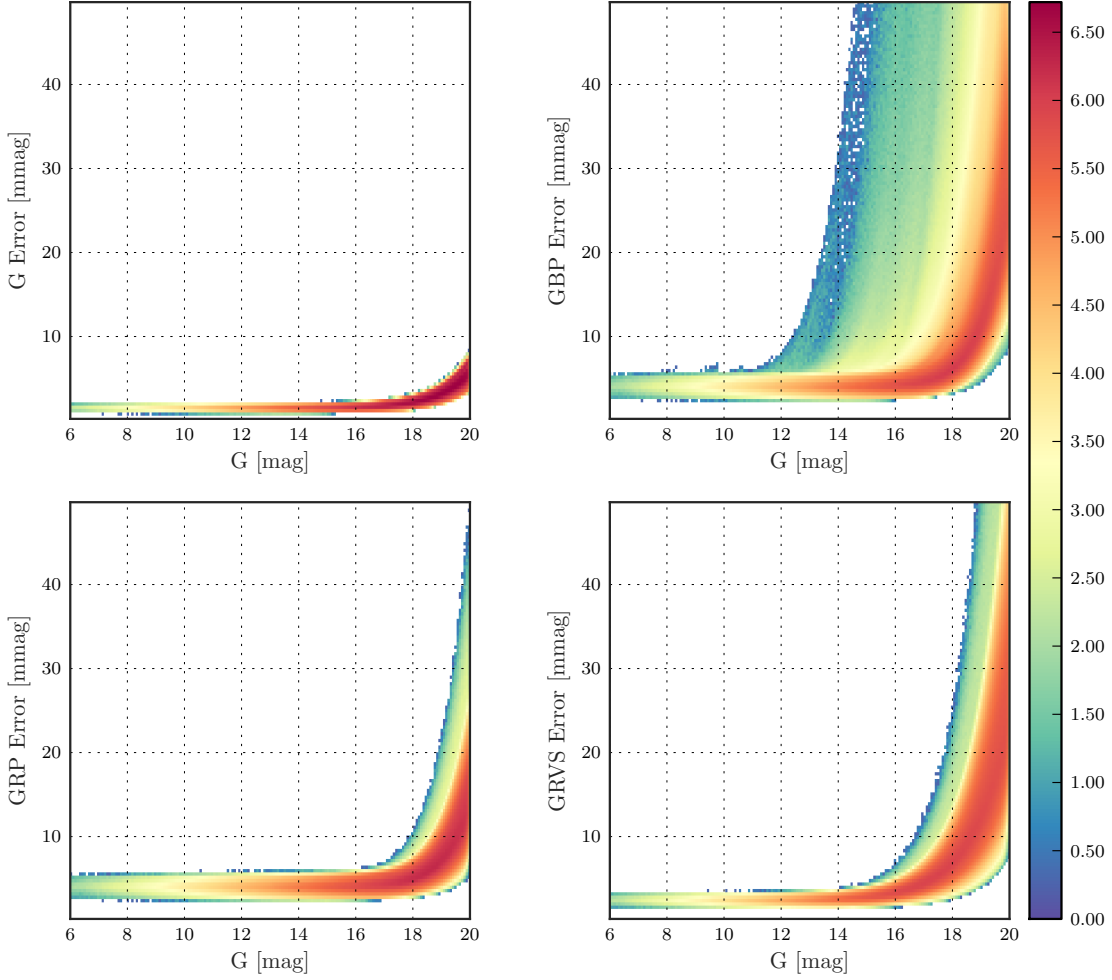 40
30
20
10
G Error [mmag]
6 8 10 12 14 16 18 20
G [mag]
40
30
20
10
GBP Error [mmag]
6 8 10 12 14 16 18 20
G [mag]
40
30
20
10
GRP Error [mmag]
6 8 10 12 14 16 18 20
G [mag]
40
30
20
10
GRVS Error [mmag]
6 8 10 12 14 16 18 20
G [mag]
6.50
6.00
5.50
5.00
4.50
4.00
3.50
3.00
2.50
2.00
1.50
1.00
0.50
0.00